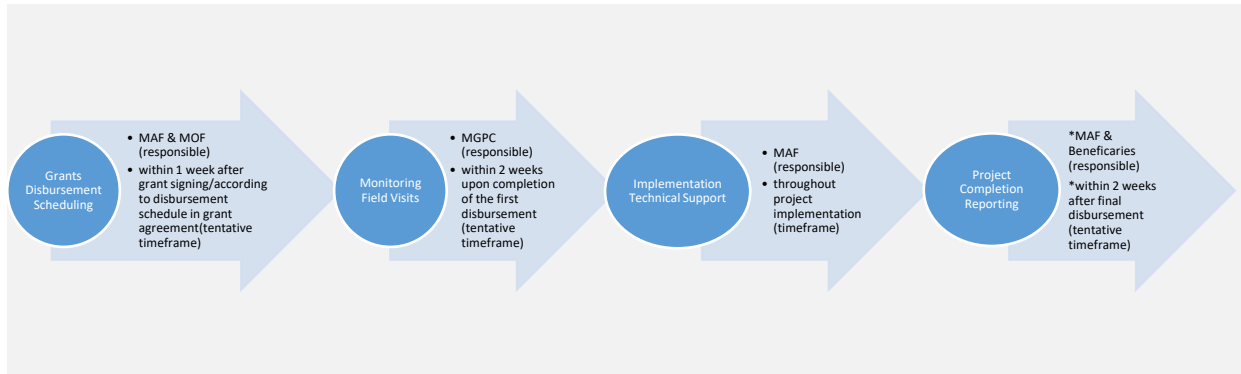 Grants
Disbursement
Scheduling
• MAF & MOF
(responsible)
• within 1 week after
grant signing/according
to disbursement
schedule in grant
agreement(tentative
timeframe)
Monitoring
Field Visits
• MGPC
(responsible)
• within 2 weeks
upon completion
of the first
disbursement
(tentative
timeframe)
Implementation
Technical Support
• MAF
(responsible)
• throughout
project
implementation
(timeframe)
Project
Completion
Reporting
*MAF &
Beneficaries
(responsible)
*within 2 weeks
after final
disbursement
(tentative
timeframe)